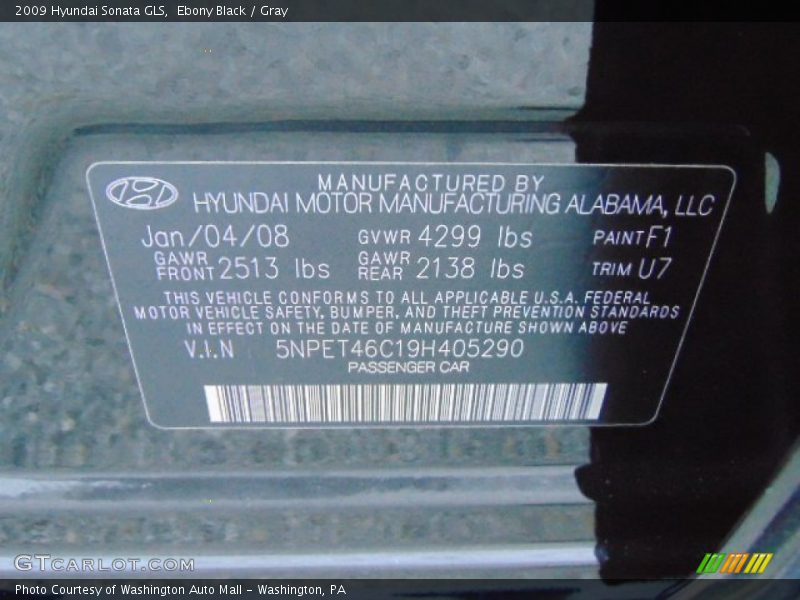 2009 Hyundai Sonata GLS, Ebony Black / Gray
MANUFACTURED BY
HYUNDAI MOTOR MANUFACTURING ALABAMA, LLC
Jan/04/08 GVWR 4299 lbs PAINT F1
GAWR FRONT 2513 lbs GAWR REAR 2138 lbs TRIM U7
THIS VEHICLE CONFORMS TO ALL APPLICABLE U.S.A. FEDERAL
MOTOR VEHICLE SAFETY, BUMPER, AND THEFT PREVENTION STANDARDS
IN EFFECT ON THE DATE OF MANUFACTURE SHOWN ABOVE
V.I.N 5NPET46C19H405290
PASSENGER CAR
GTCARLOT.COM
Photo Courtesy of Washington Auto Mall - Washington, PA